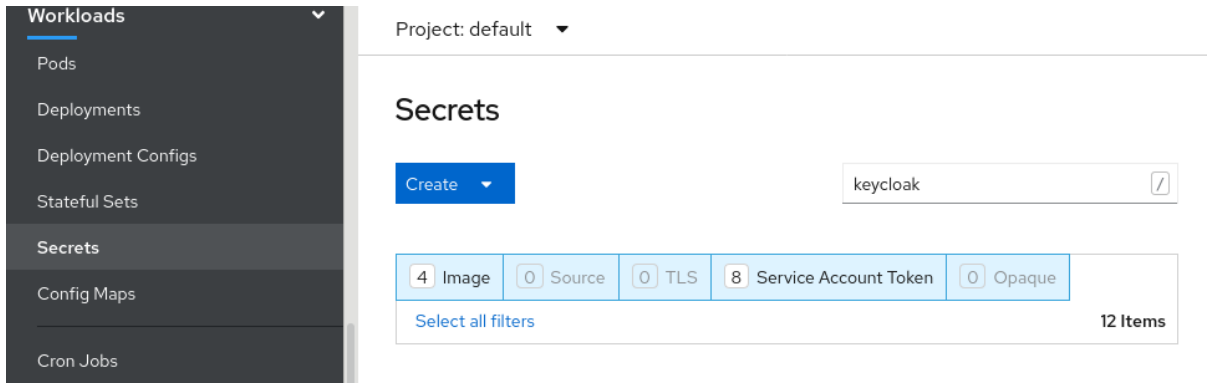 Workloads
Pods
Deployments
Deployment Configs
Stateful Sets
Secrets
Config Maps
Cron Jobs
Project: default
Secrets
Create
keycloak /
4 Image 0 Source 0 TLS 8 Service Account Token 0 Opaque
Select all filters 12 Items